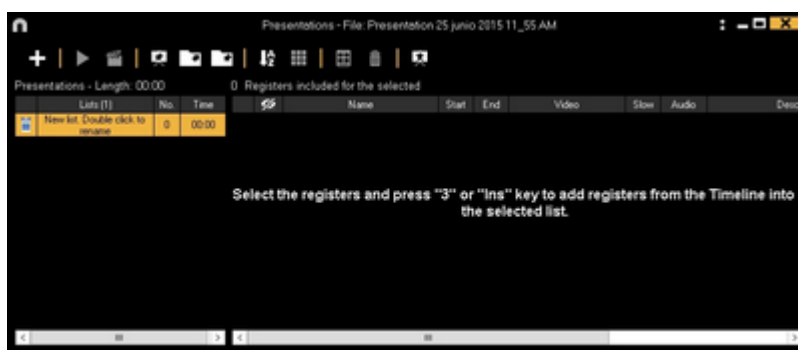 Presentations - File: Presentation 25 junio 2015 11_55 AM
Presentations - Length: 00:00
0 Registers included for the selected
Lists (1) No. Time
Name Start End Video Slow Audio Desc
New list. Double click to
rename
0 00:00
Select the registers and press "3" or "Ins" key to add registers from the Timeline into
the selected list.